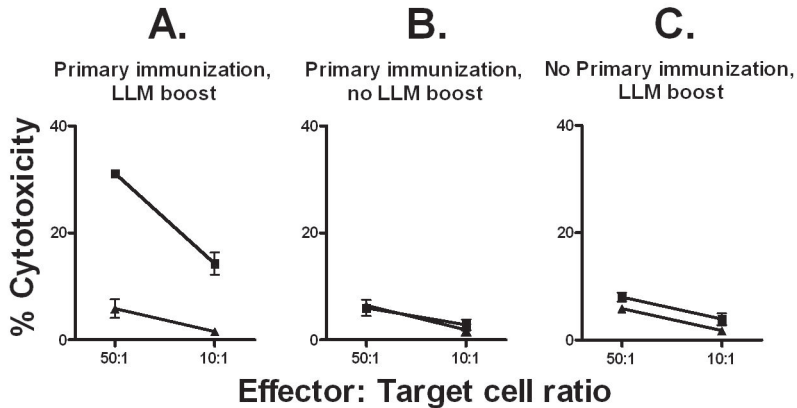 A.
Primary immunization,
LLM boost
B.
Primary immunization,
no LLM boost
C.
No Primary immunization,
LLM boost
% Cytotoxicity
40
20
0
50:1
10:1
40
20
0
50:1
10:1
40
20
0
50:1
10:1
Effector: Target cell ratio